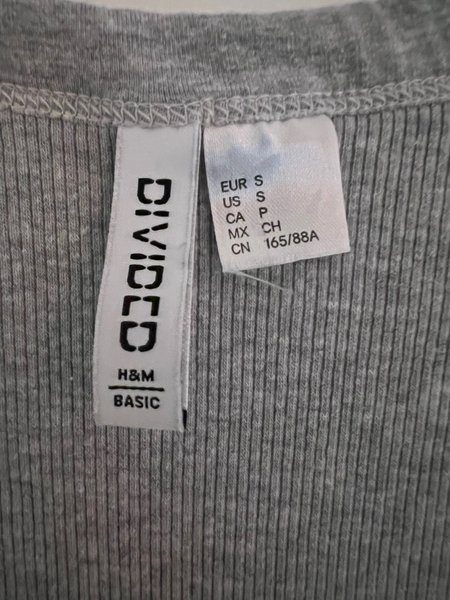 DIVIDED
H&M
BASIC
EUR S
US S
CA P
MX CH
CN 165/88A